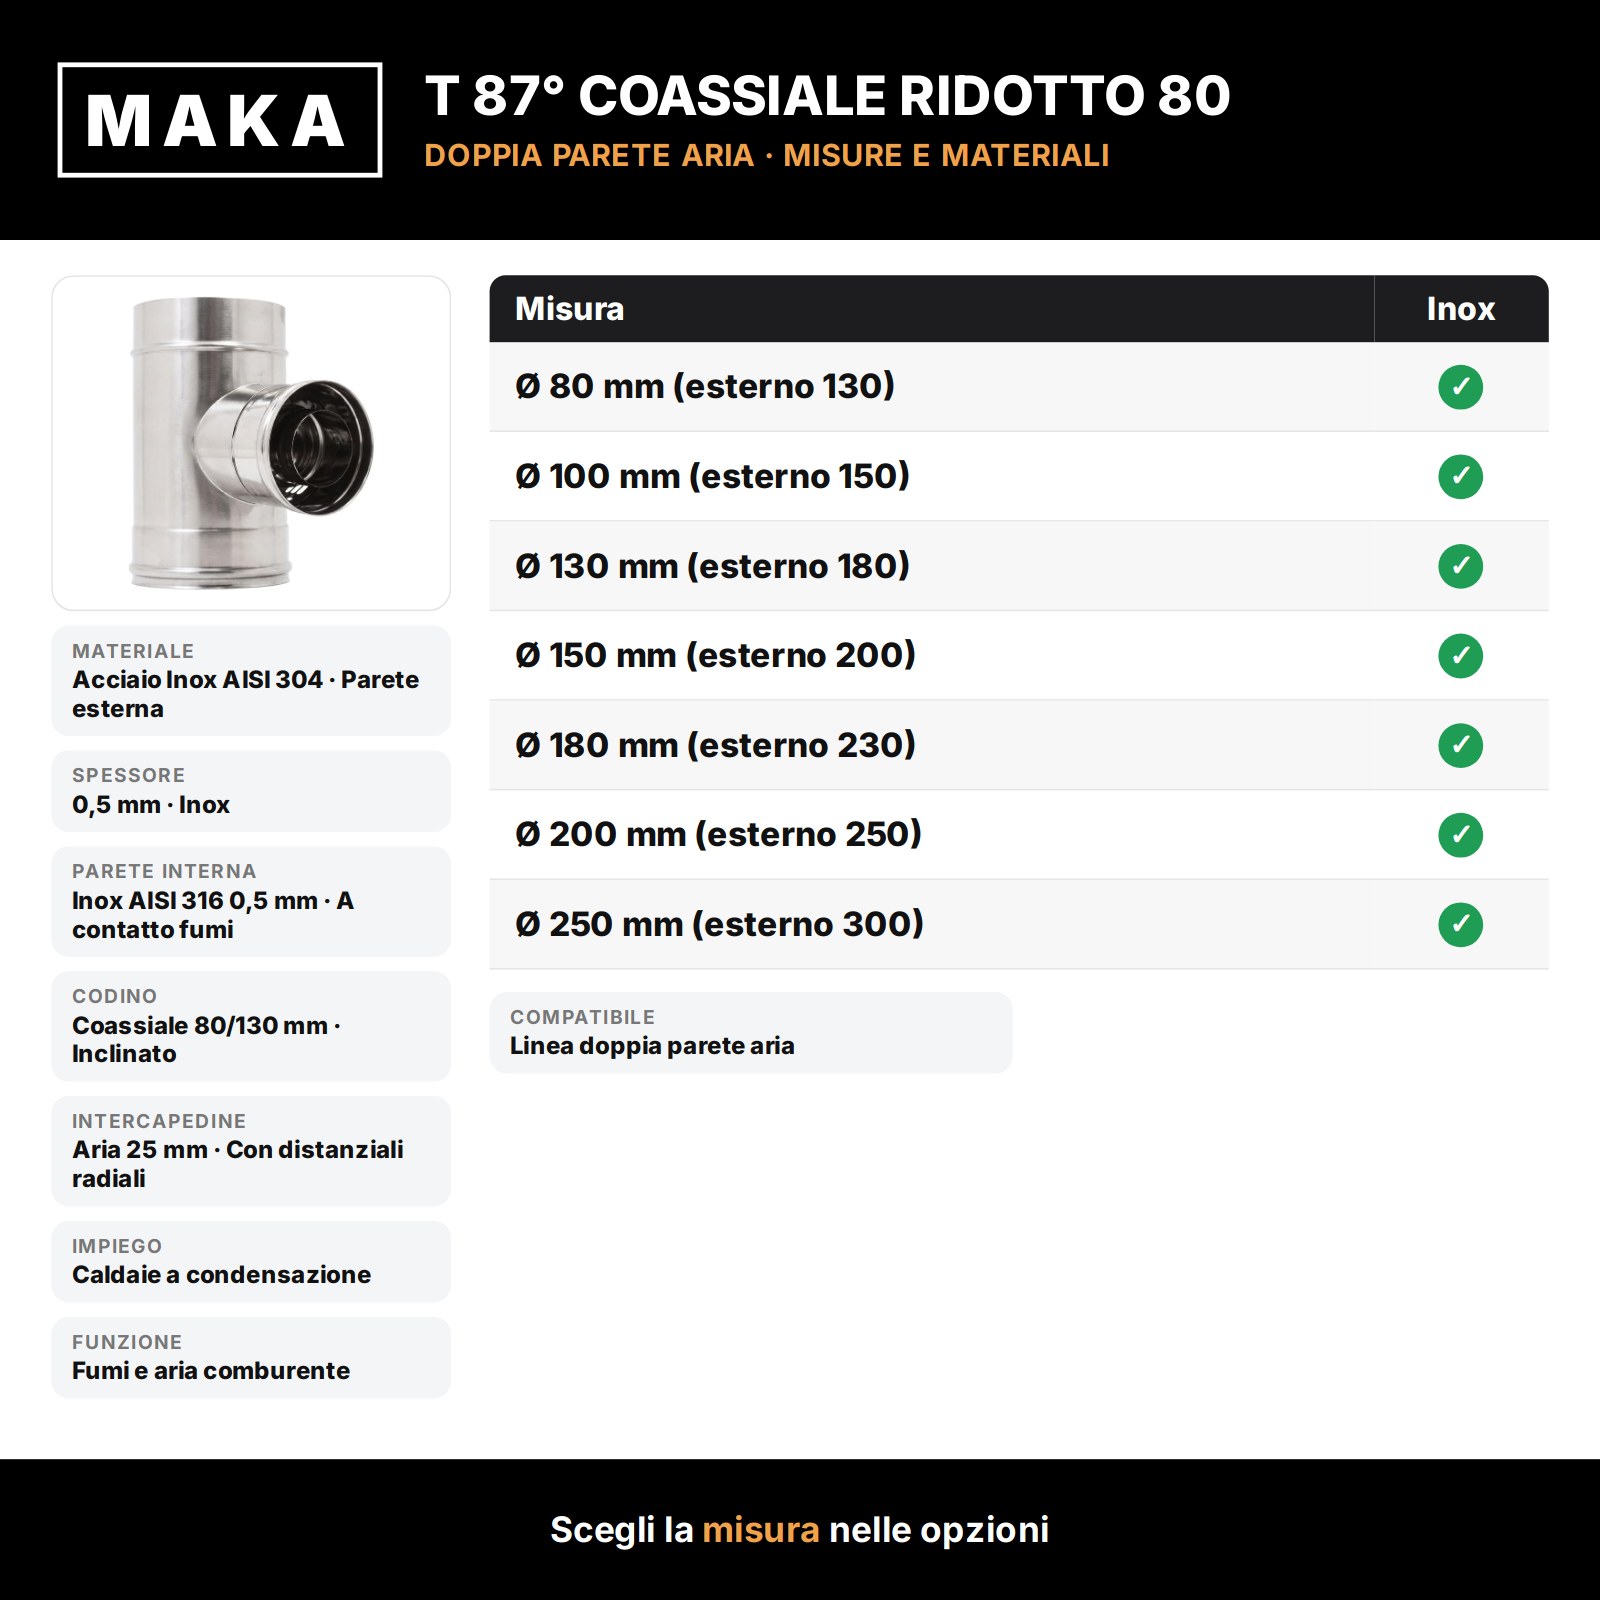 MAKA
T 87° COASSIALE RIDOTTO 80
DOPPIA PARETE ARIA · MISURE E MATERIALI
MATERIALE
Acciaio Inox AISI 304 · Parete
esterna
SPESSORE
0,5 mm · Inox
PARETE INTERNA
Inox AISI 316 0,5 mm · A
contatto fumi
CODINO
Coassiale 80/130 mm ·
Inclinato
INTERCAPEDINE
Aria 25 mm · Con distanziali
radiali
IMPIEGO
Caldaie a condensazione
FUNZIONE
Fumi e aria comburente
Misura Inox
Ø 80 mm (esterno 130) ✓
Ø 100 mm (esterno 150) ✓
Ø 130 mm (esterno 180) ✓
Ø 150 mm (esterno 200) ✓
Ø 180 mm (esterno 230) ✓
Ø 200 mm (esterno 250) ✓
Ø 250 mm (esterno 300) ✓
COMPATIBILE
Linea doppia parete aria
Scegli la misura nelle opzioni